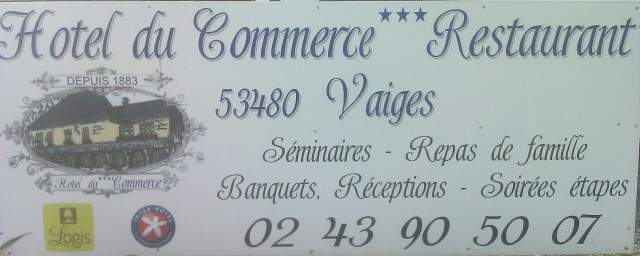 Hotel du Commerce*** Restaurant
DEPUIS 1883
53480 Vaiges
Hotel du***Commerce
Séminaires - Repas de famille
Banquets, Réceptions - Soirées étapes
Logis
02 43 90 50 07